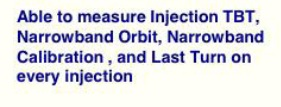 Able to measure Injection TBT,
Narrowband Orbit, Narrowband
Calibration , and Last Turn on
every injection